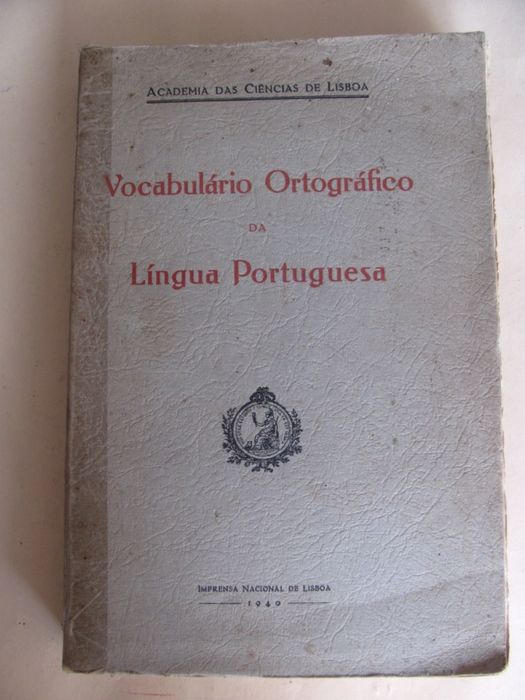 ACADEMIA DAS CIÊNCIAS DE LISBOA
Vocabulário Ortográfico
DA
Língua Portuguesa
IMPRENSA NACIONAL DE LISBOA
1940